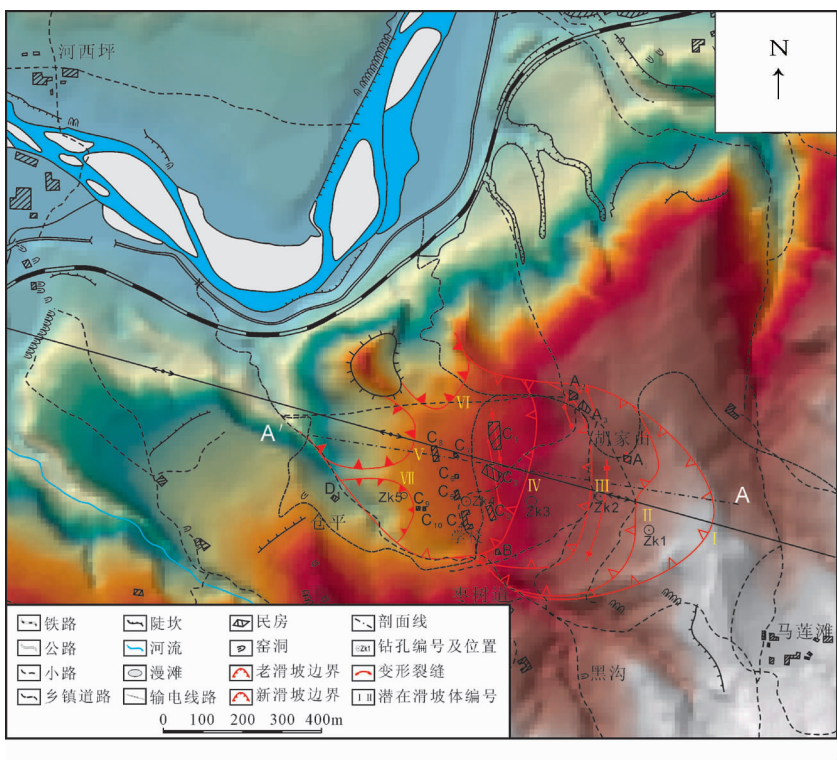 河西坪
N
A
A'
VI
A
V
C
C
C
C
VII
IV
III
A
D
Zk5
C
Zk3
Zk2
II
仓平
C₁₀
Zk1
I
B
马莲滩
黑沟
铁路 陡坎 民房 剖面线
公路 河流 窑洞 钻孔编号及位置
小路 漫滩 老滑坡边界 变形裂缝
乡镇道路 输电线路 新滑坡边界 潜在滑坡体编号
0 100 200 300 400m